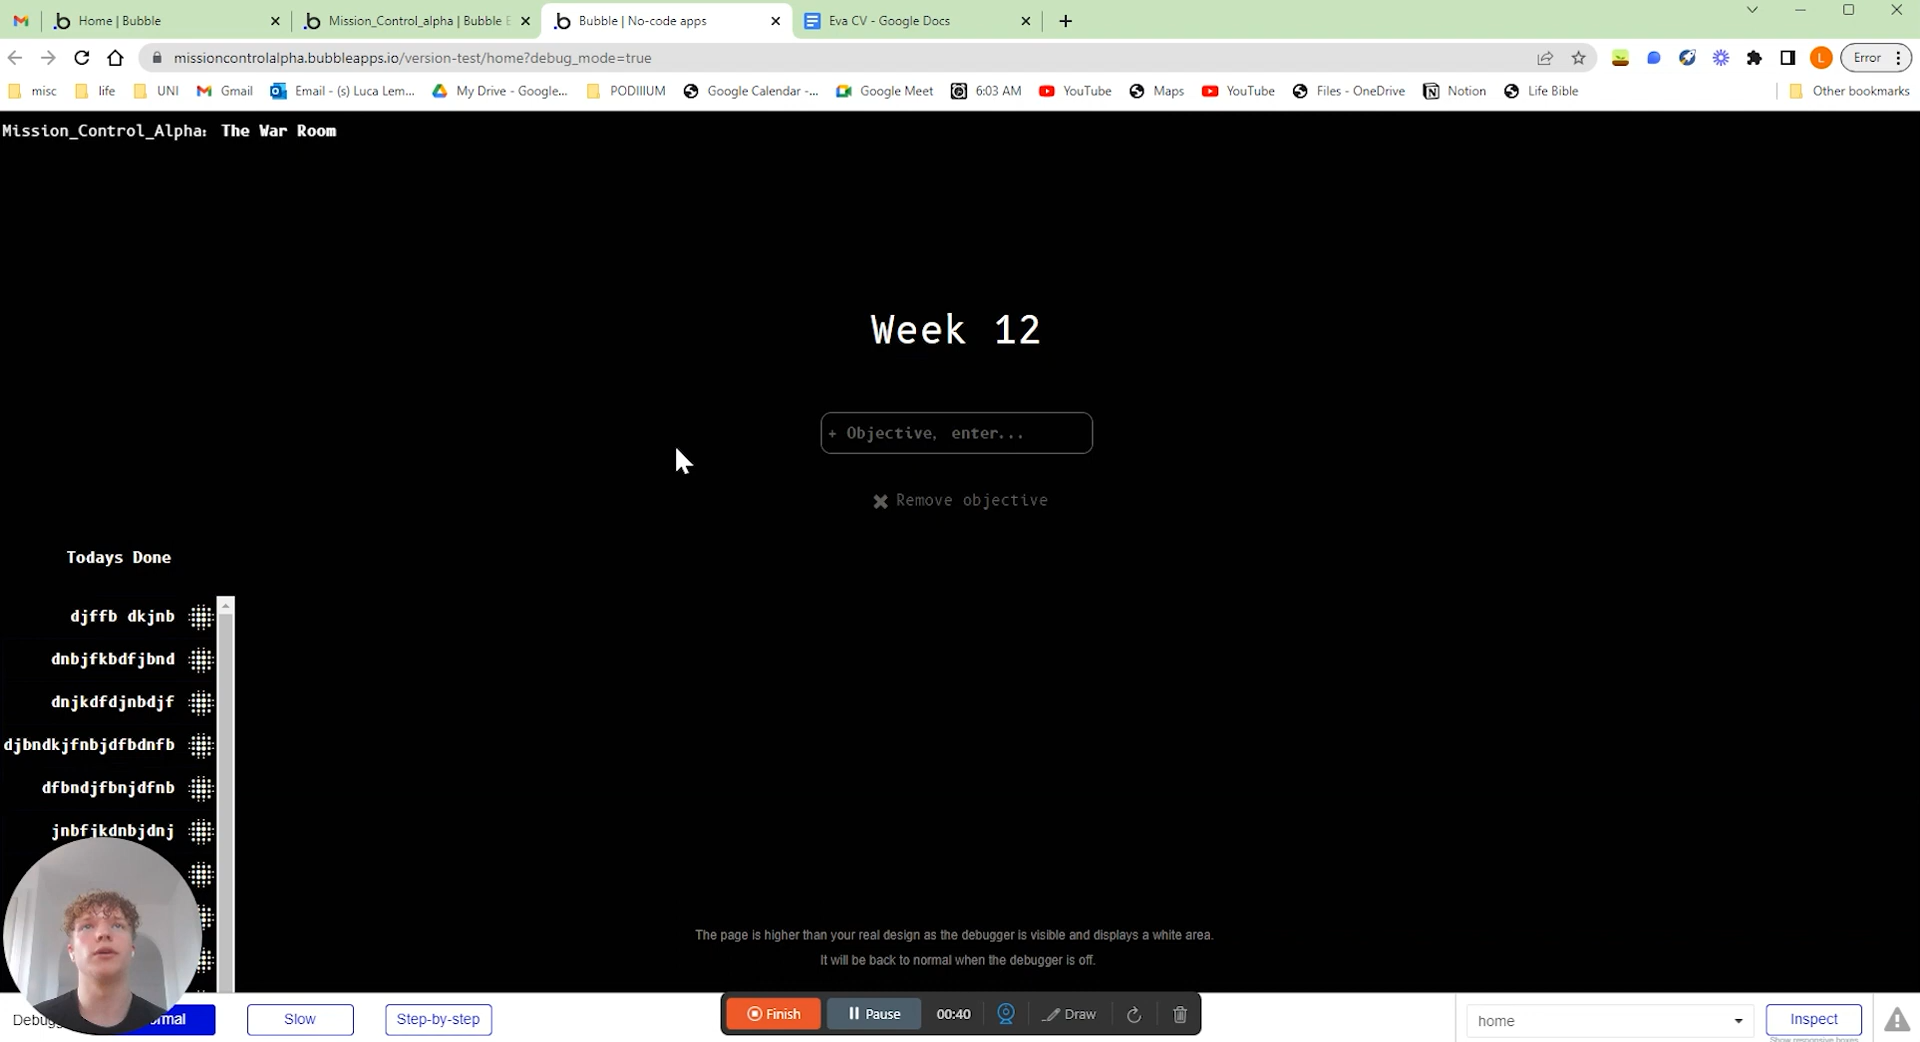 Home | Bubble
Mission_Control_alpha | Bubble E
Bubble | No-code apps
Eva CV - Google Docs
missioncontrolalpha.bubbleapps.io/version-test/home?debug_mode=true
L
Error
misc
life
UNI
Gmail
Email - (s) Luca Lem...
My Drive - Google...
PODIIIUM
Google Calendar -...
Google Meet
6:03 AM
YouTube
Maps
YouTube
Files - OneDrive
Notion
Life Bible
Other bookmarks
Mission_Control_Alpha: The War Room
Week 12
+ Objective, enter...
Remove objective
Todays Done
djffb dkjnb
dnbjfkbdfjbnd
dnjkdfdjnbdjf
djbndkjfnbjdfbdnfb
dfbndjfbnjdfnb
jnbfjkdnbjdnj
The page is higher than your real design as the debugger is visible and displays a white area.
It will be back to normal when the debugger is off.
Slow
Step-by-step
Finish
Pause
00:40
Draw
home
Inspect
Show responsive boxes